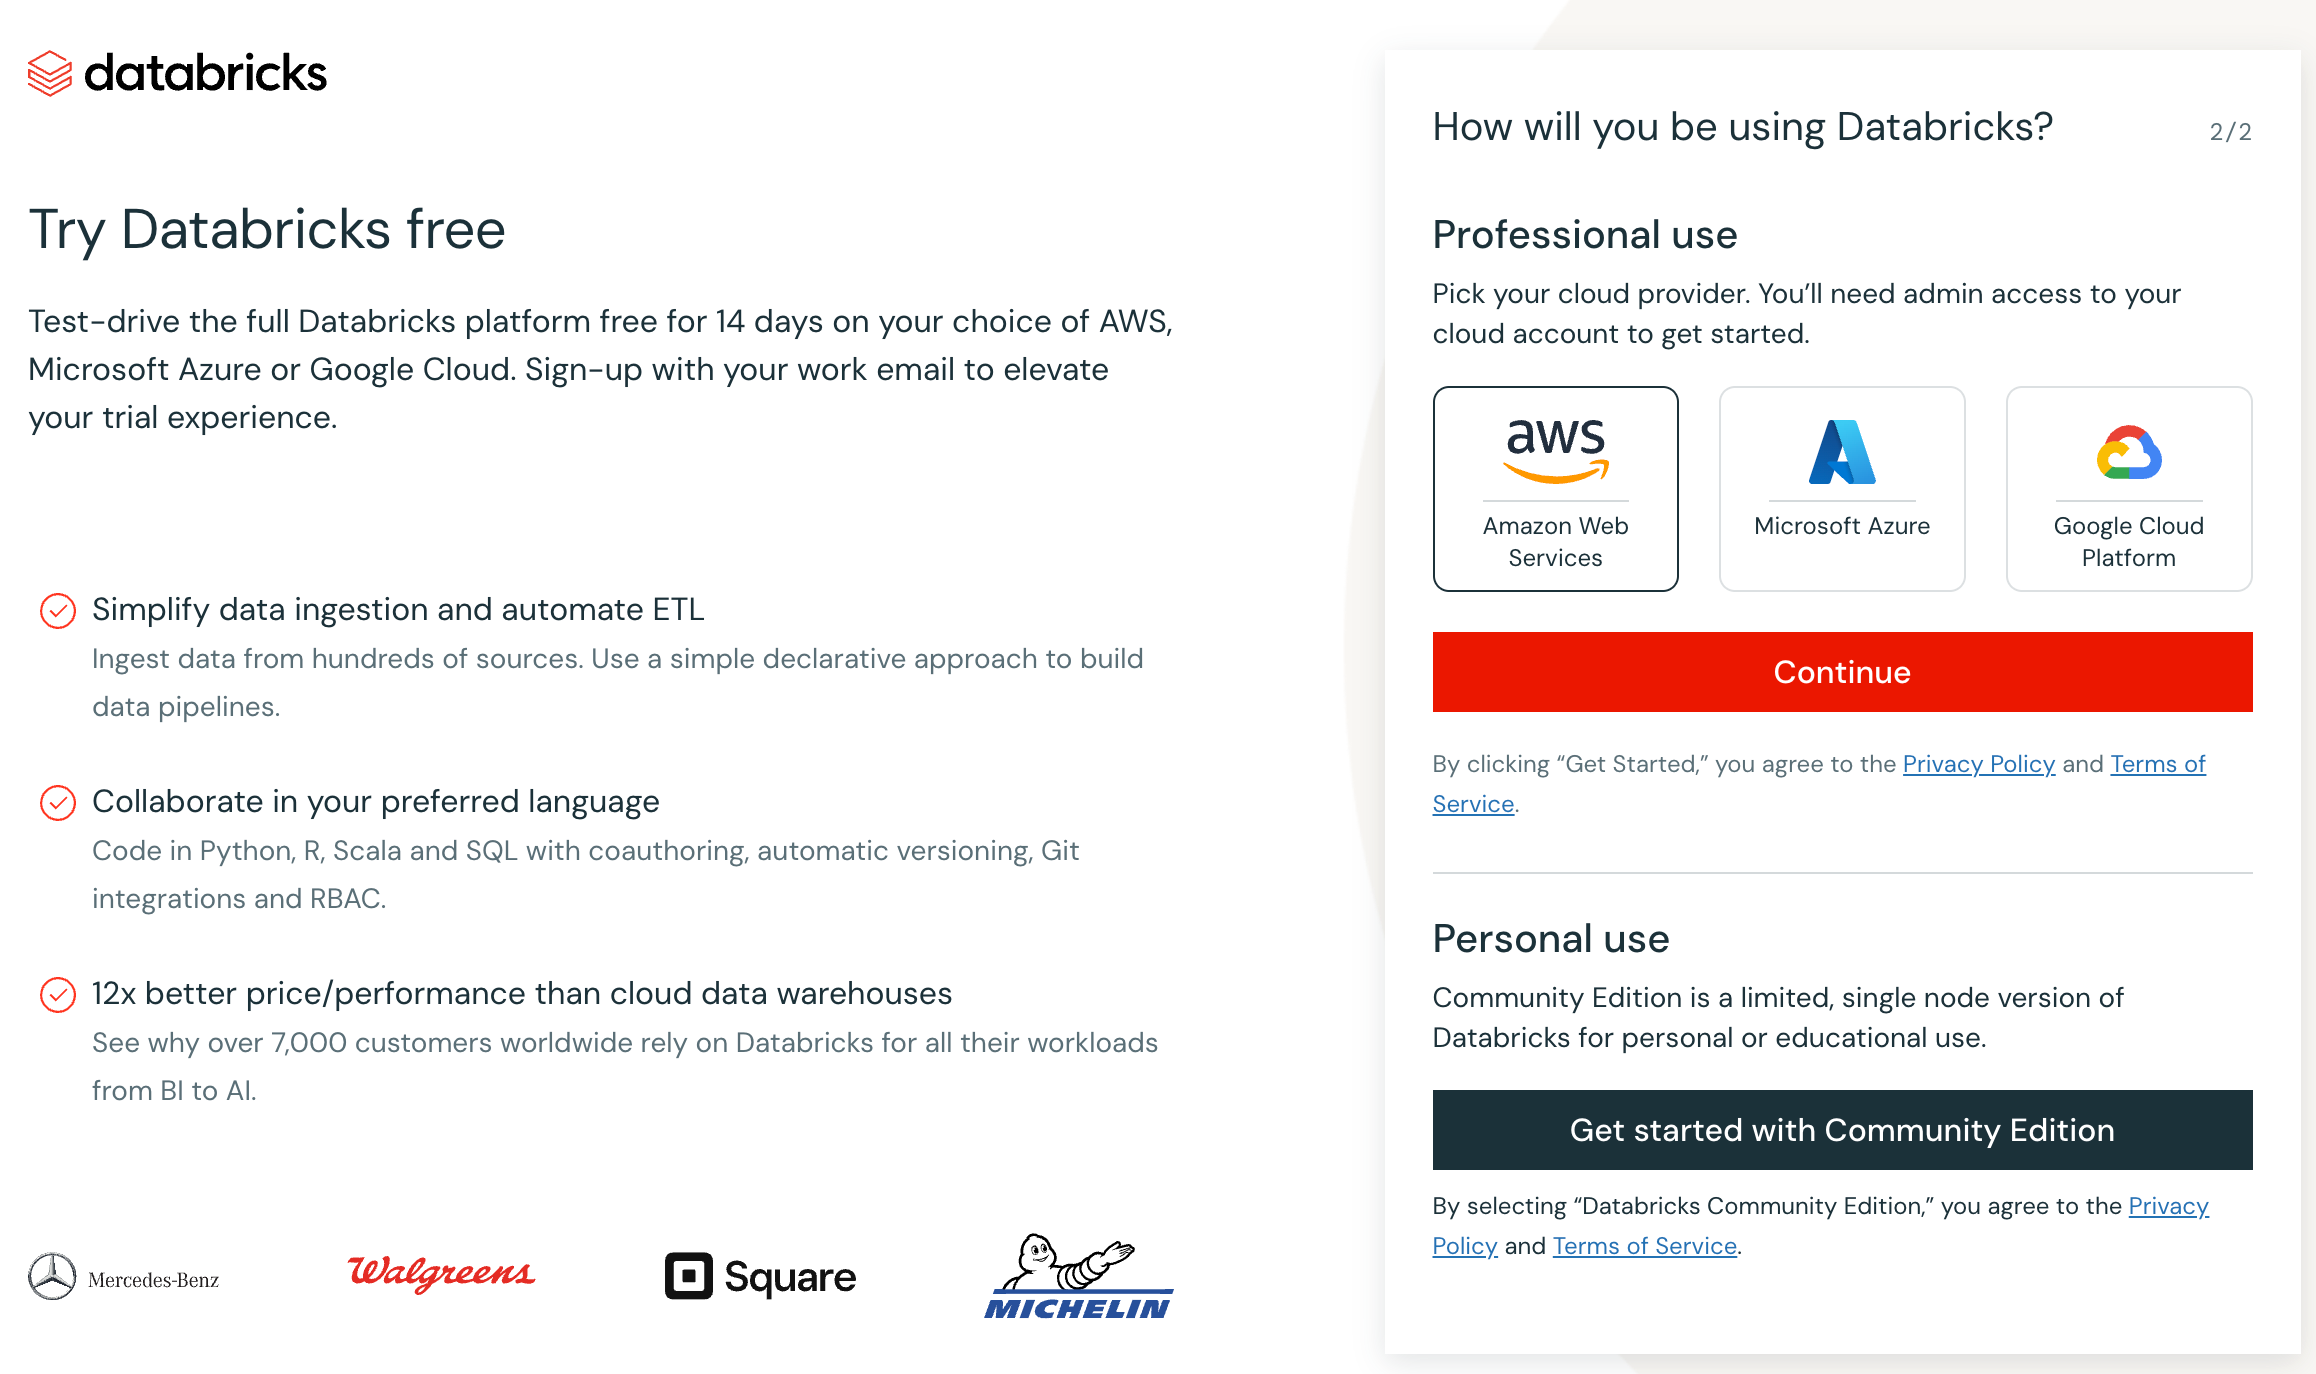 databricks
Try Databricks free
Test-drive the full Databricks platform free for 14 days on your choice of AWS,
Microsoft Azure or Google Cloud. Sign-up with your work email to elevate
your trial experience.
Simplify data ingestion and automate ETL
Ingest data from hundreds of sources. Use a simple declarative approach to build
data pipelines.
Collaborate in your preferred language
Code in Python, R, Scala and SQL with coauthoring, automatic versioning, Git
integrations and RBAC.
12x better price/performance than cloud data warehouses
See why over 7,000 customers worldwide rely on Databricks for all their workloads
from BI to AI.
Mercedes-Benz
Walgreens
Square
MICHELIN
How will you be using Databricks?
2/2
Professional use
Pick your cloud provider. You’ll need admin access to your
cloud account to get started.
aws
Amazon Web
Services
Microsoft Azure
Google Cloud
Platform
Continue
By clicking “Get Started,” you agree to the Privacy Policy and Terms of
Service.
Personal use
Community Edition is a limited, single node version of
Databricks for personal or educational use.
Get started with Community Edition
By selecting “Databricks Community Edition,” you agree to the Privacy
Policy and Terms of Service.